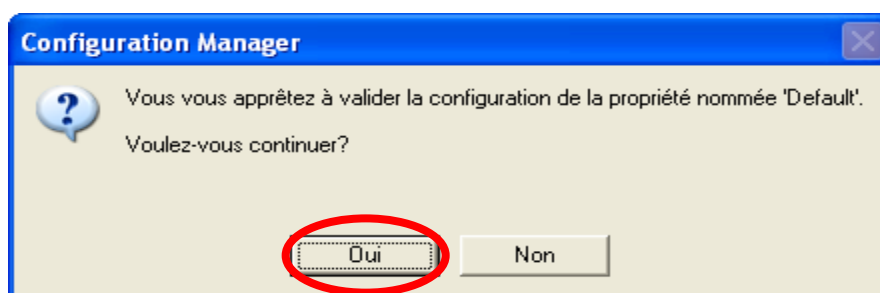 Configuration Manager
Vous vous apprêtez à valider la configuration de la propriété nommée 'Default'.
Voulez-vous continuer?
Oui
Non